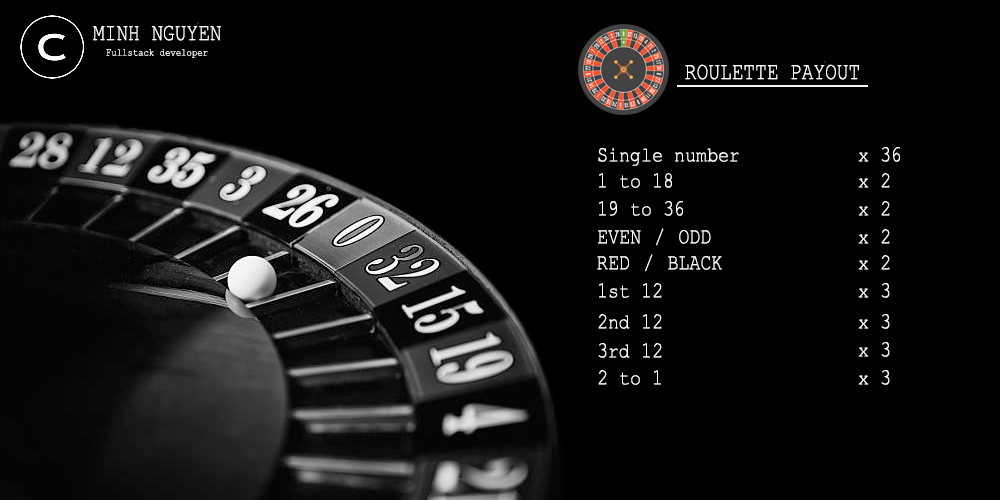 C
MINH NGUYEN
Fullstack developer
ROULETTE PAYOUT
Single number x 36
1 to 18 x 2
19 to 36 x 2
EVEN / ODD x 2
RED / BLACK x 2
1st 12 x 3
2nd 12 x 3
3rd 12 x 3
2 to 1 x 3
28 12 35 3 26 0 32 15 19 4